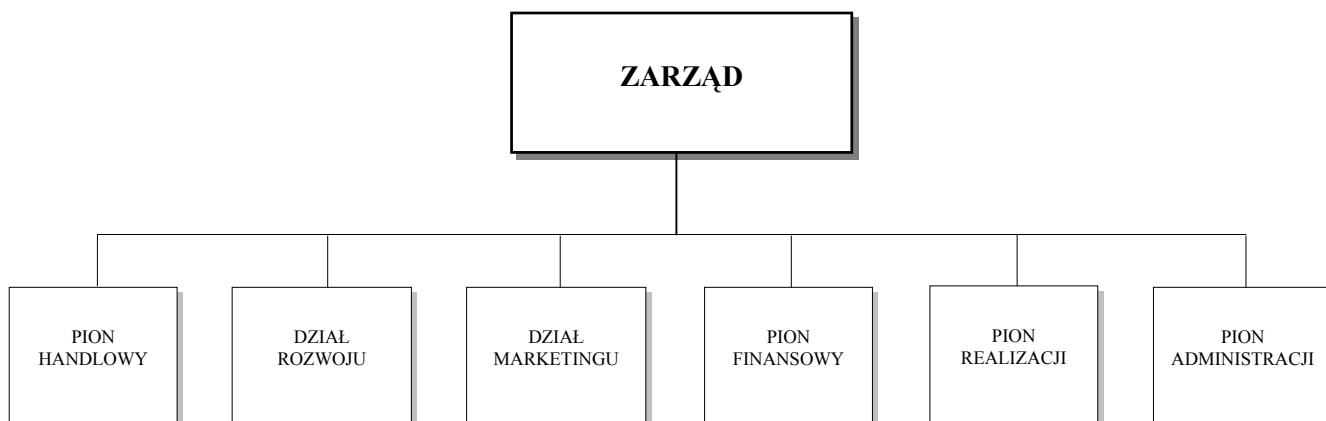 ZARZĄD
PION
HANDLOWY
DZIAŁ
ROZWOJU
DZIAŁ
MARKETINGU
PION
FINANSOWY
PION
REALIZACJI
PION
ADMINISTRACJI